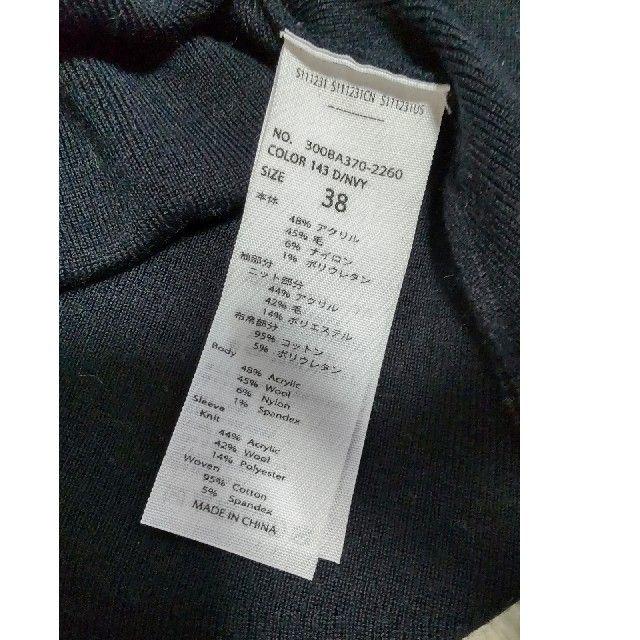 S111231 S111231CN S111231US
NO. 300BA370-2260
COLOR 143 D/NVY
SIZE 38
本体
48% アクリル
45% 毛
6% ナイロン
1% ポリウレタン
袖部分
ニット部分
44% アクリル
42% 毛
14% ポリエステル
布帛部分
95% コットン
5% ポリウレタン
Body
48% Acrylic
45% Wool
6% Nylon
1% Spandex
Sleeva
Knit
44% Acrylic
42% Wool
14% Polyester
Woven
95% Cotton
5% Spandex
MADE IN CHINA